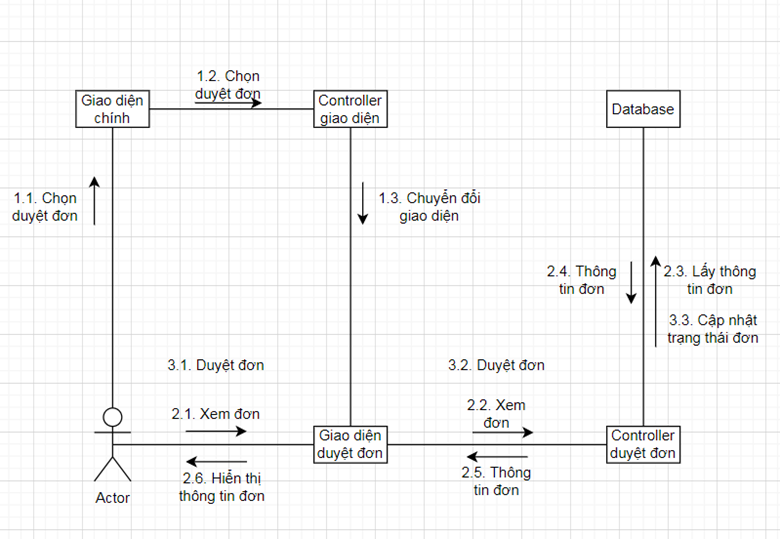 1.2. Chọn
duyệt đơn
Giao diện
chính
Controller
giao diện
Database
1.1. Chọn
duyệt đơn
1.3. Chuyển đổi
giao diện
2.4. Thông
tin đơn
2.3. Lấy thông
tin đơn
3.3. Cập nhật
trạng thái đơn
3.1. Duyệt đơn
3.2. Duyệt đơn
2.1. Xem đơn
2.2. Xem
đơn
Giao diện
duyệt đơn
Controller
duyệt đơn
2.6. Hiển thị
thông tin đơn
2.5. Thông
tin đơn
Actor